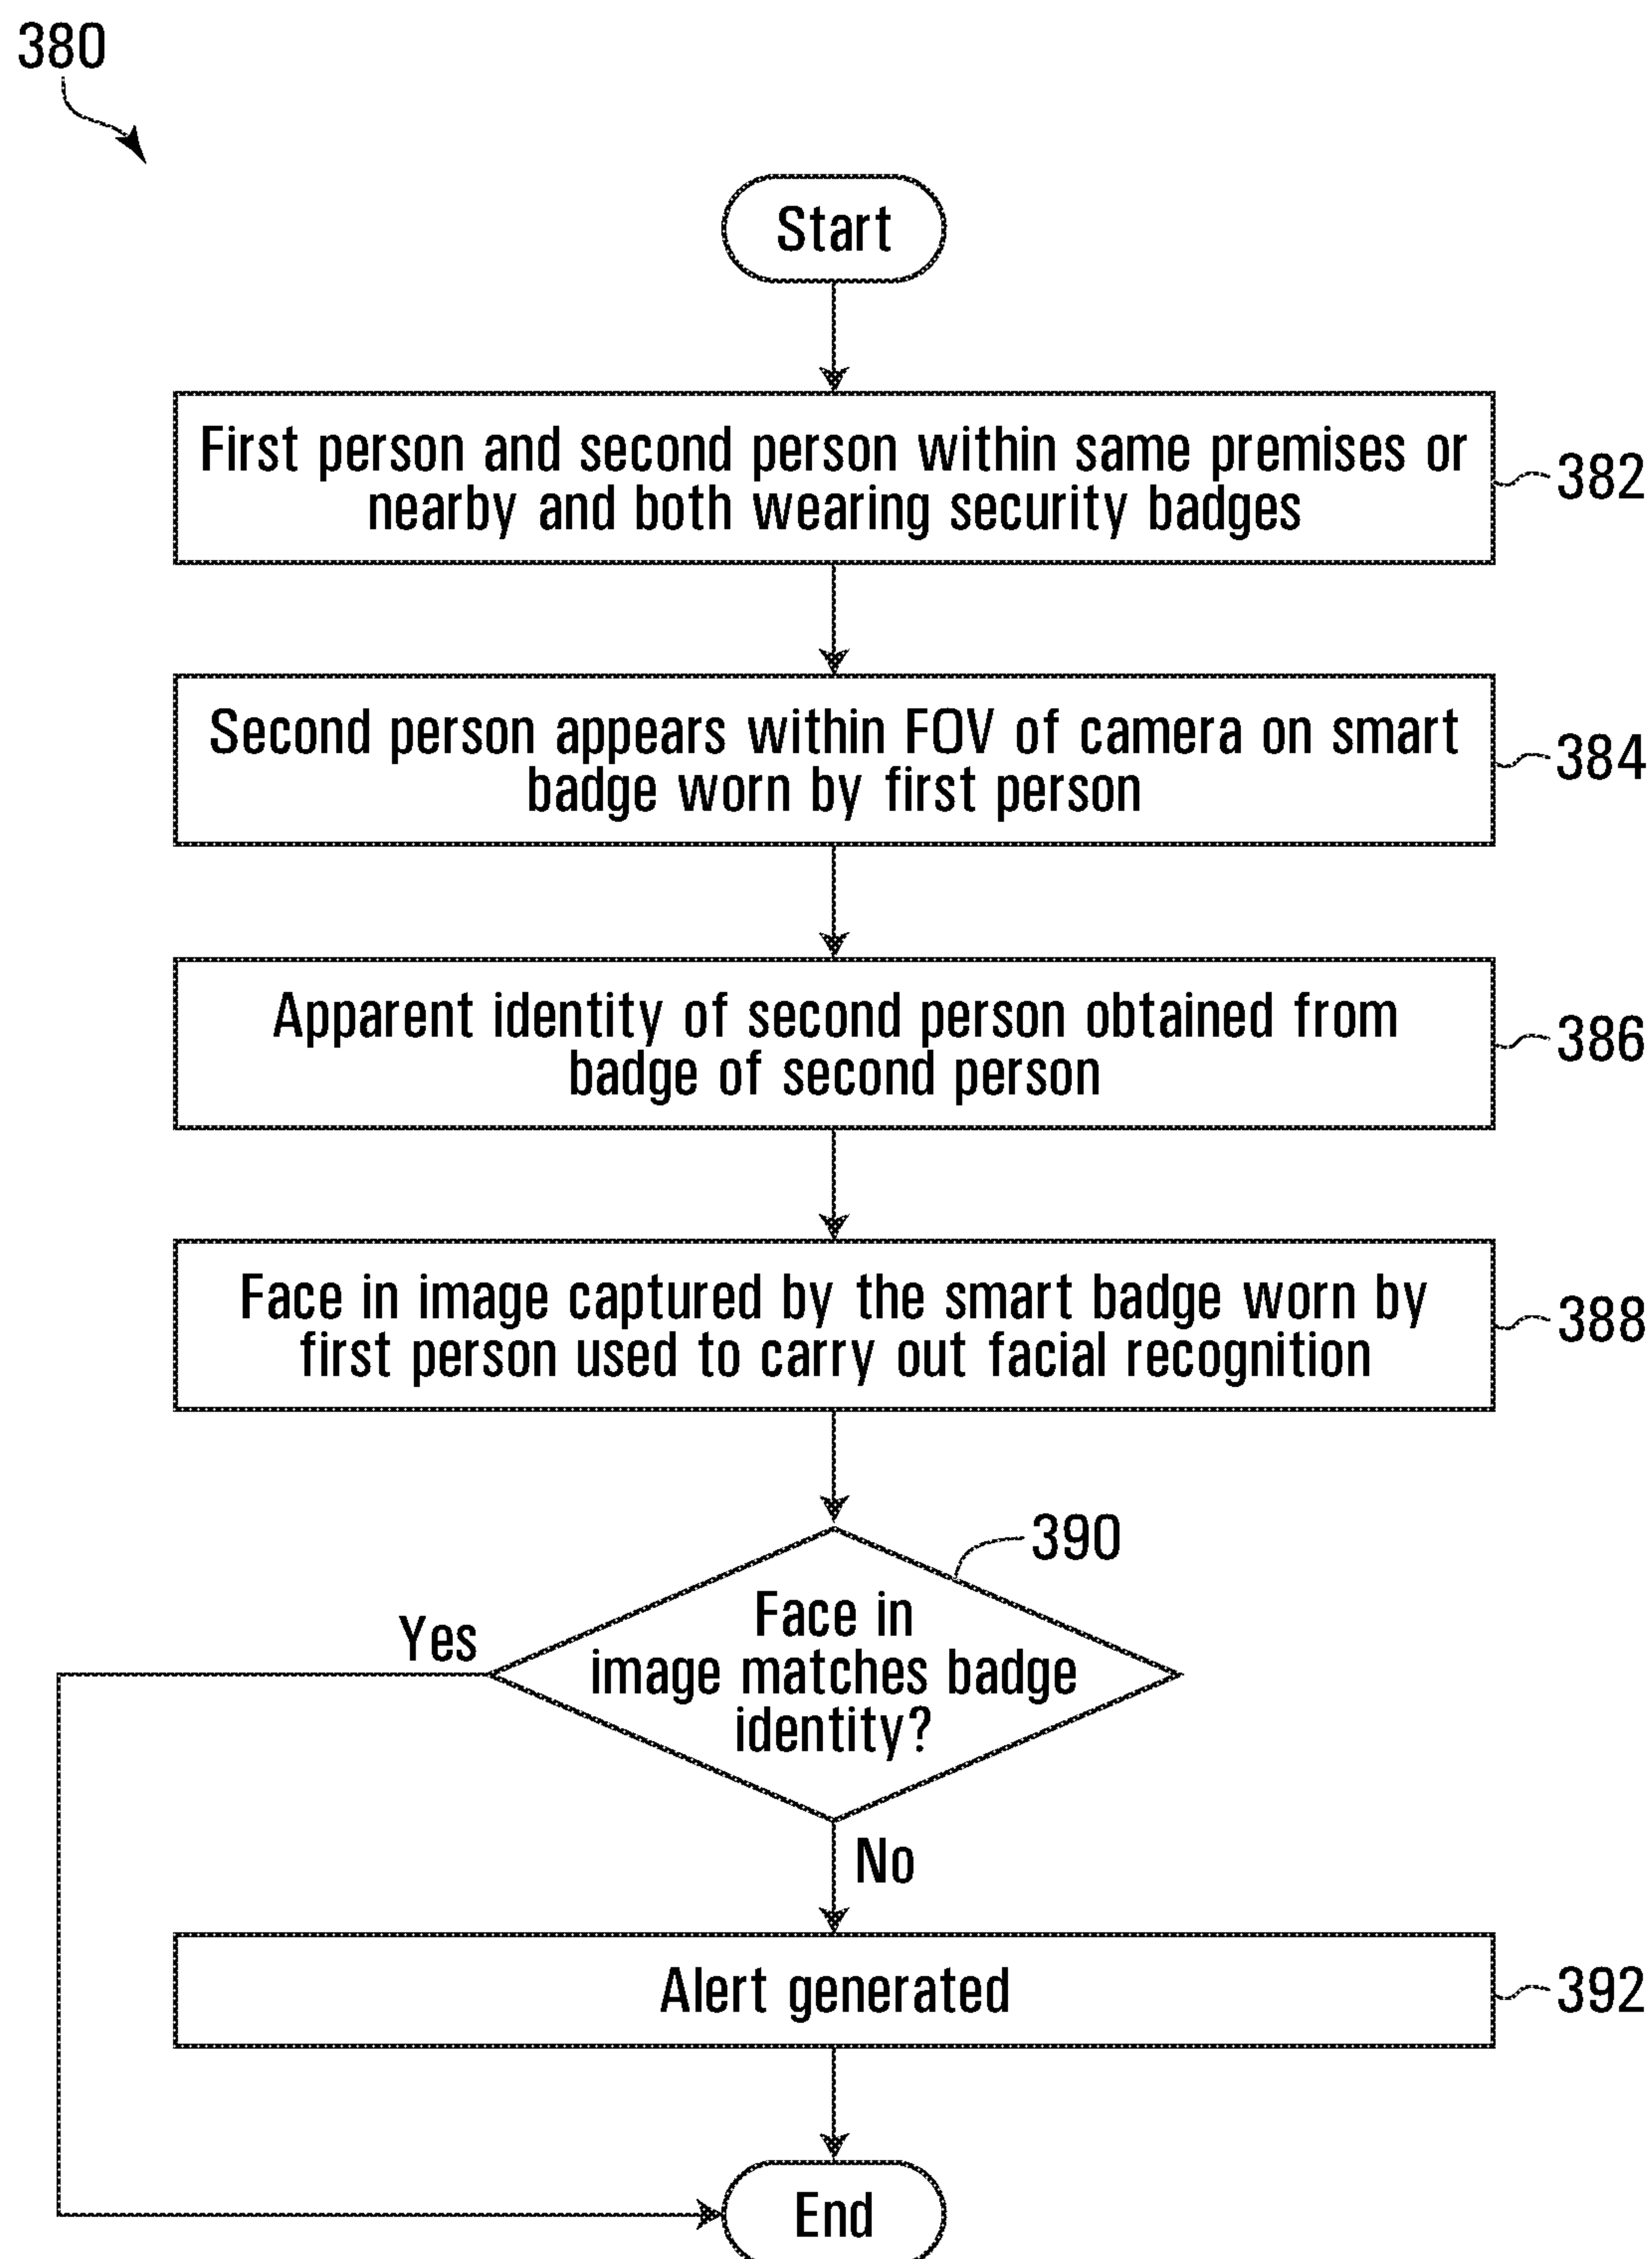 380
Start
First person and second person within same premises or
nearby and both wearing security badges
382
Second person appears within FOV of camera on smart
badge worn by first person
384
Apparent identity of second person obtained from
badge of second person
386
Face in image captured by the smart badge worn by
first person used to carry out facial recognition
388
390
Face in
image matches badge
identity?
Yes
No
Alert generated
392
End